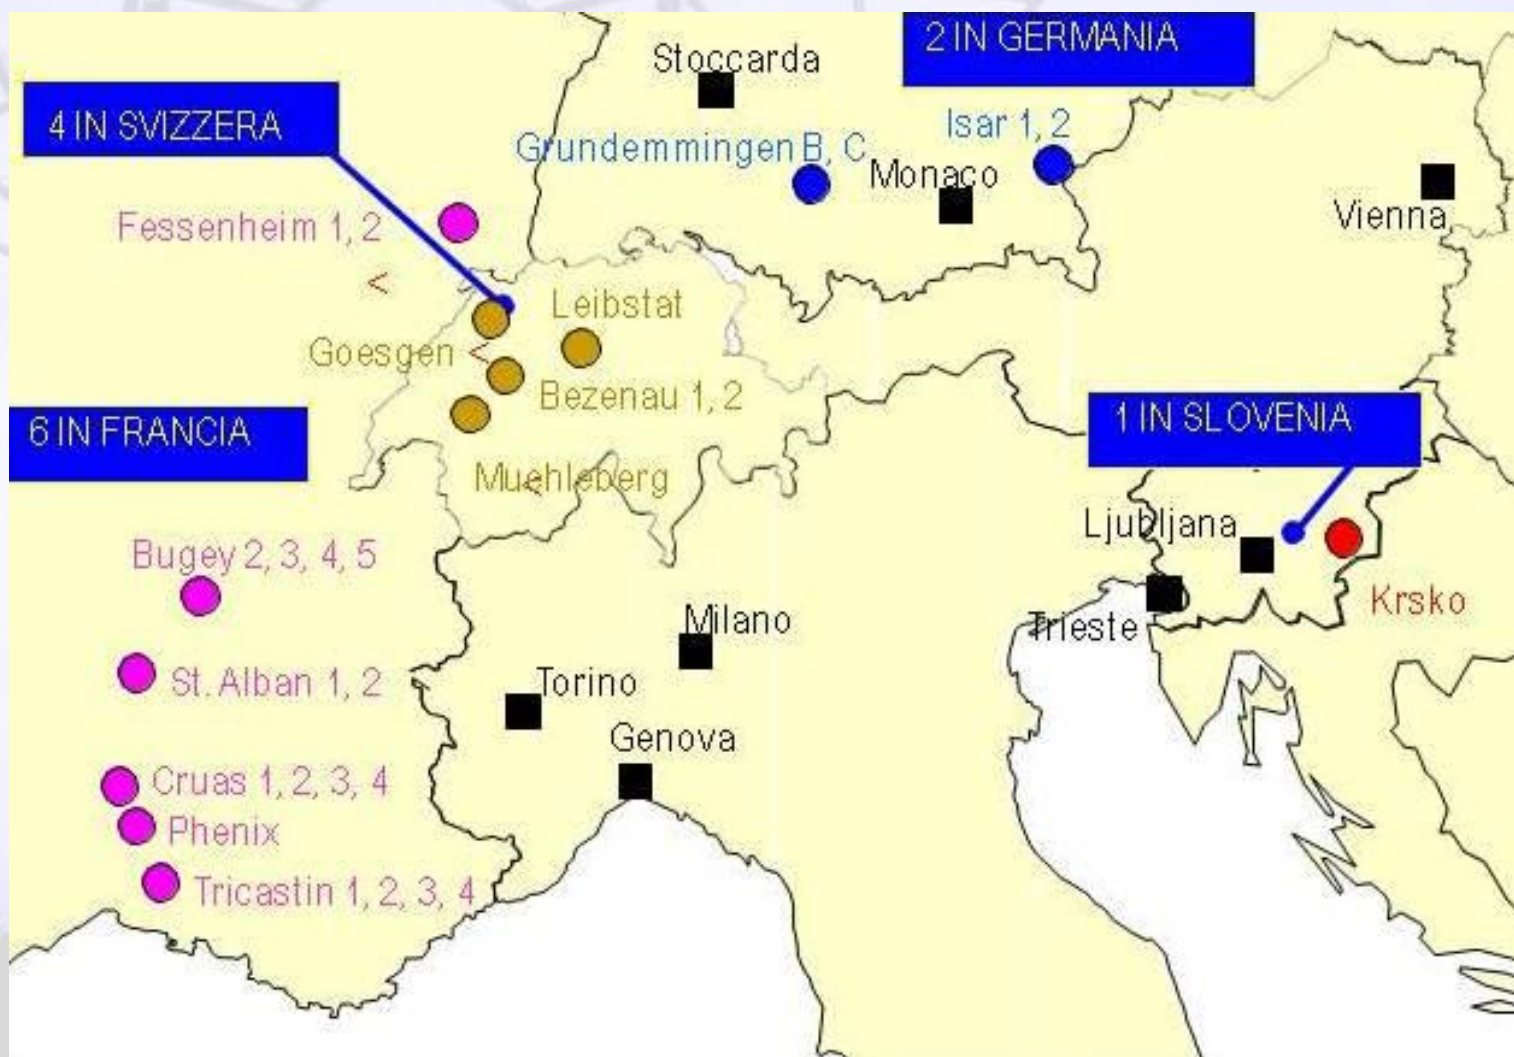 2 IN GERMANIA
Stoccarda
4 IN SVIZZERA
Isar 1, 2
Grundemmingen B, C
Monaco
Vienna
Fessenheim 1, 2
<
Leibstat
Goesgen <
Bezenau 1, 2
6 IN FRANCIA
1 IN SLOVENIA
Muehleberg
<
Ljubljana
Bugey 2, 3, 4, 5
Krsko
Milano
Trieste
St. Alban 1, 2
Torino
Genova
Cruas 1, 2, 3, 4
Phenix
Tricastin 1, 2, 3, 4